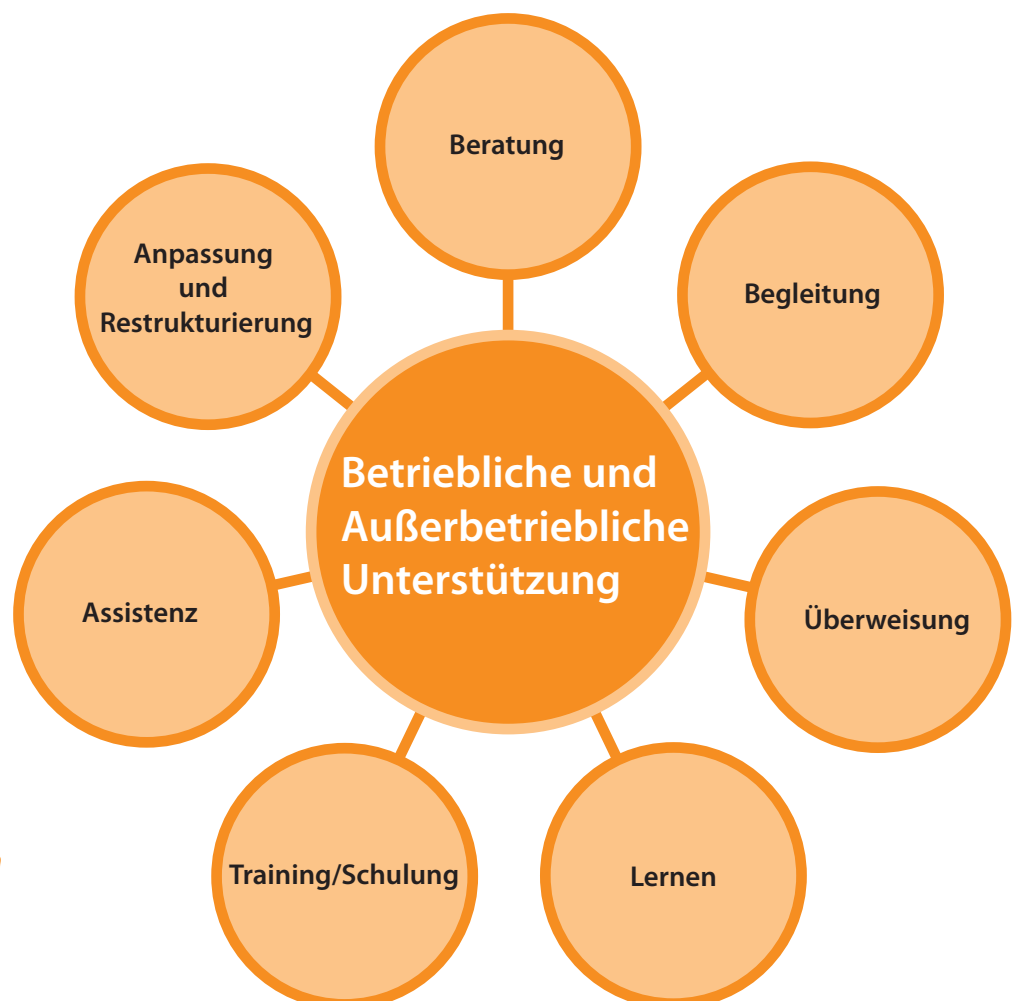 Beratung
Begleitung
Überweisung
Lernen
Training/Schulung
Assistenz
Anpassung
und
Restrukturierung
Betriebliche und
Außerbetriebliche
Unterstützung